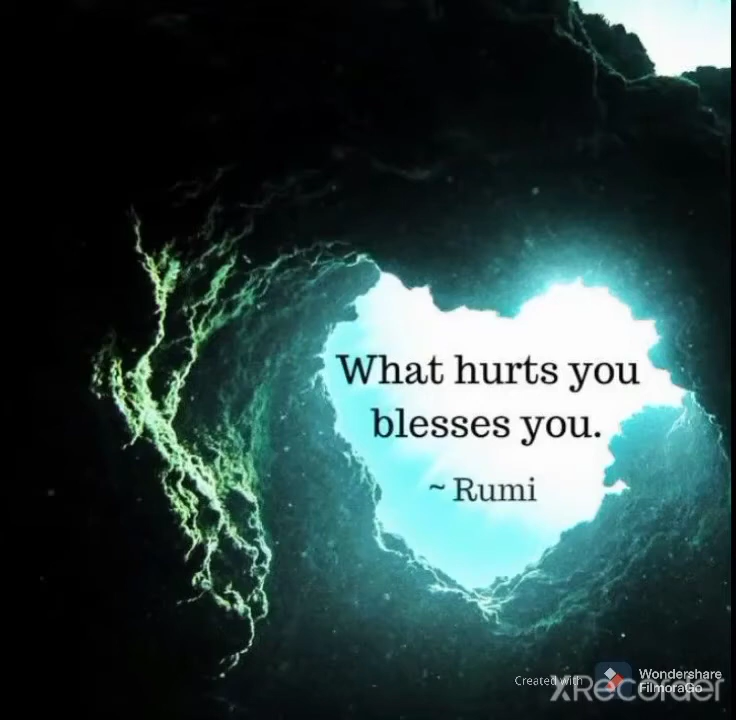 What hurts you
blesses you.
~ Rumi
Created with
Wondershare
FilmoraGo
XRecorder